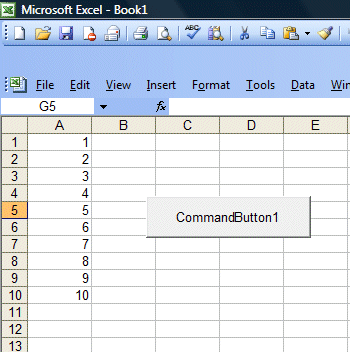 Microsoft Excel - Book1
File Edit View Insert Format Tools Data
G5 fx
A B C D E
1 1
2 2
3 3
4 4
5 5
CommandButton1
6 6
7 7
8 8
9 9
10 10
11
12
13